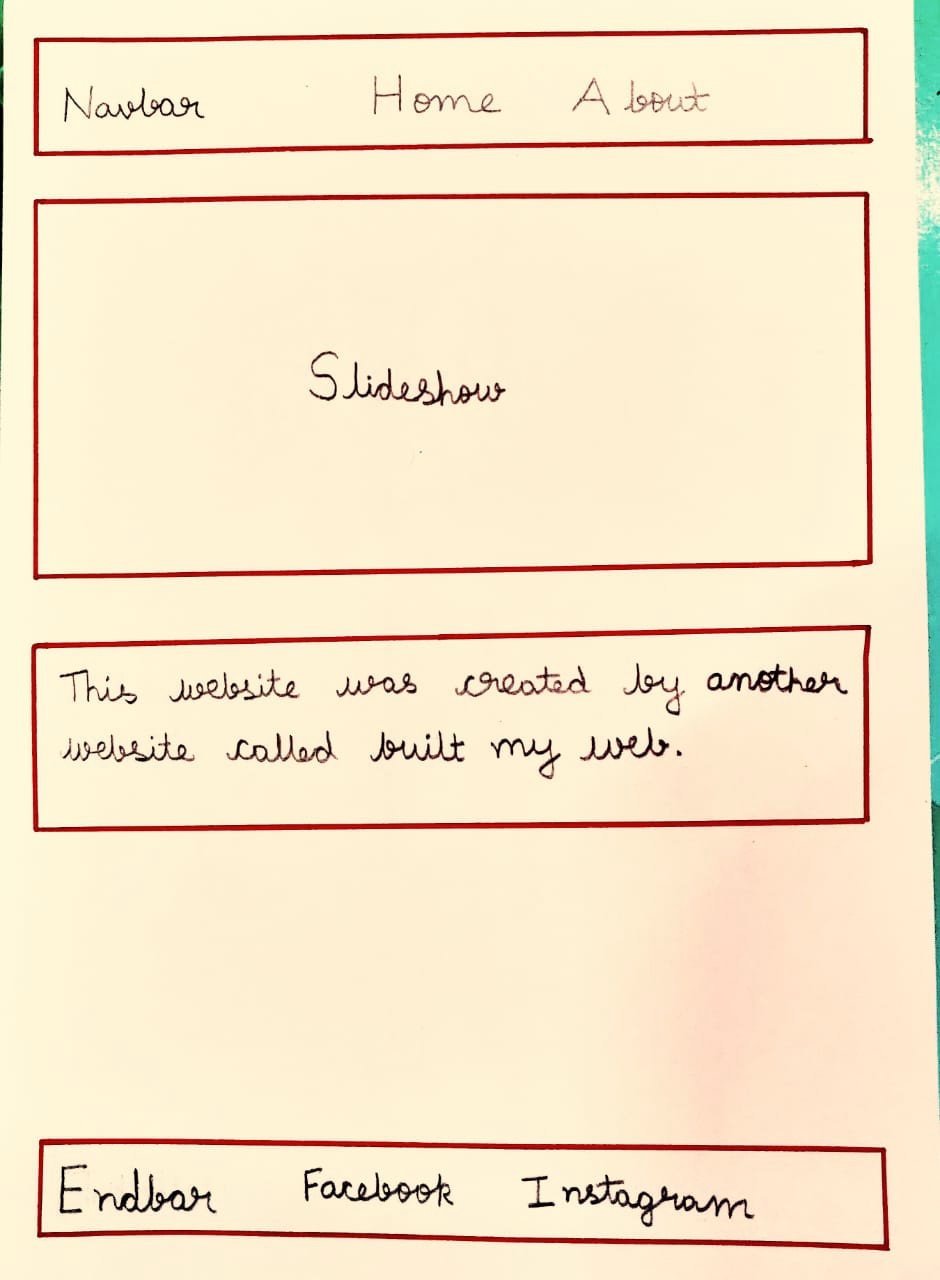 Navbar Home About
Slideshow
This website was created by another
website called built my web.
Endbar Facebook Instagram